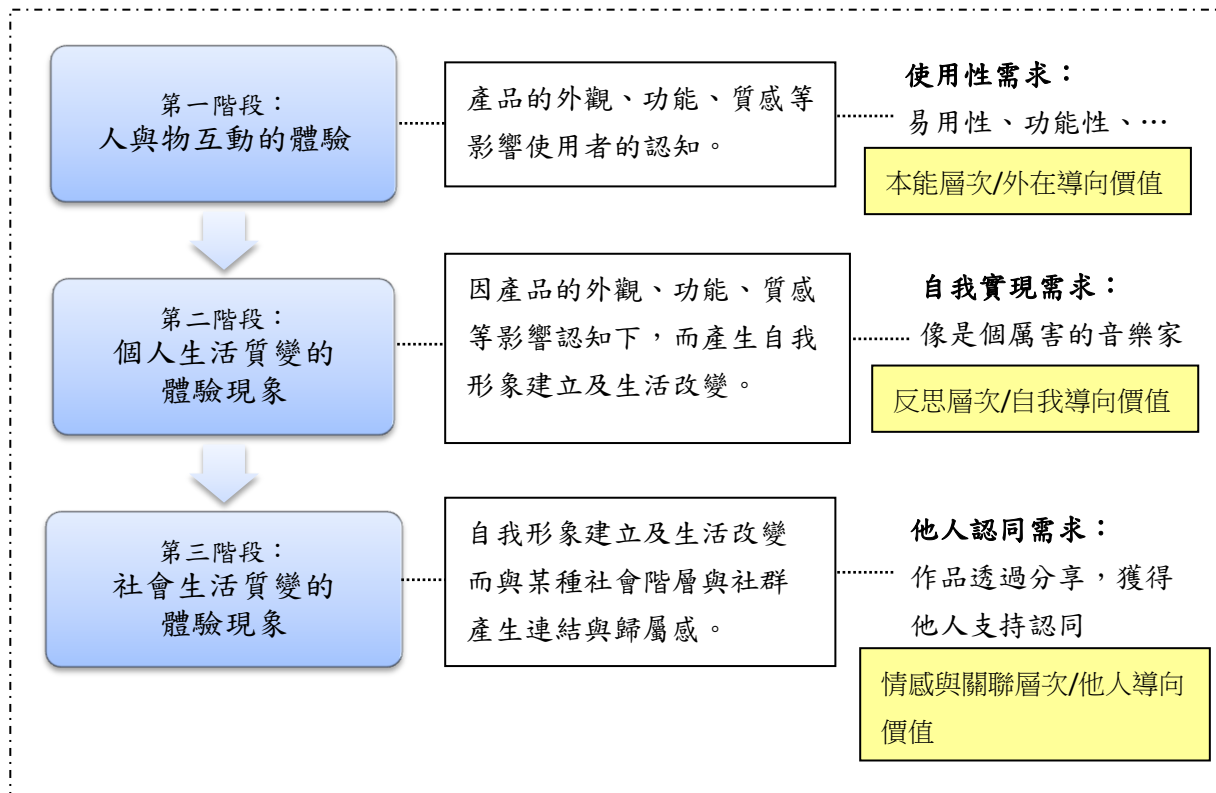 第一階段：
人與物互動的體驗
產品的外觀、功能、質感等
影響使用者的認知。
使用性需求：
易用性、功能性、…
本能層次/外在導向價值
第二階段：
個人生活質變的
體驗現象
因產品的外觀、功能、質感
等影響認知下，而產生自我
形象建立及生活改變。
自我實現需求：
像是個厲害的音樂家
反思層次/自我導向價值
第三階段：
社會生活質變的
體驗現象
自我形象建立及生活改變
而與某種社會階層與社群
產生連結與歸屬感。
他人認同需求：
作品透過分享，獲得
他人支持認同
情感與關聯層次/他人導向
價值